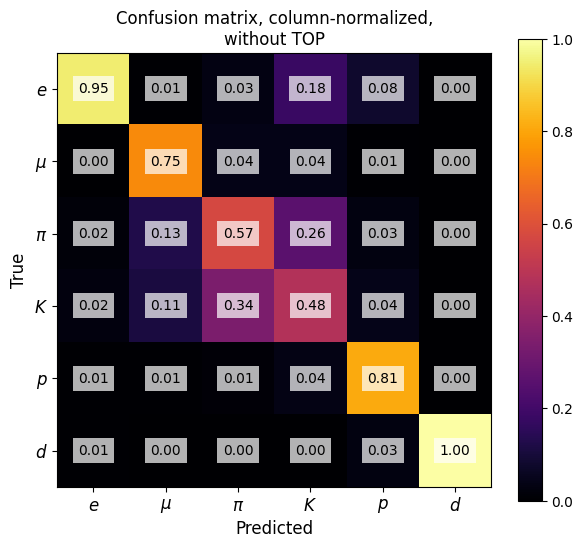 Confusion matrix, column-normalized,
without TOP
1.0
e 0.95 0.01 0.03 0.18 0.08 0.00
0.8
μ 0.00 0.75 0.04 0.04 0.01 0.00
0.6
π 0.02 0.13 0.57 0.26 0.03 0.00
True
0.4
K 0.02 0.11 0.34 0.48 0.04 0.00
0.2
p 0.01 0.01 0.01 0.04 0.81 0.00
d 0.01 0.00 0.00 0.00 0.03 1.00
0.0
e μ π K p d
Predicted